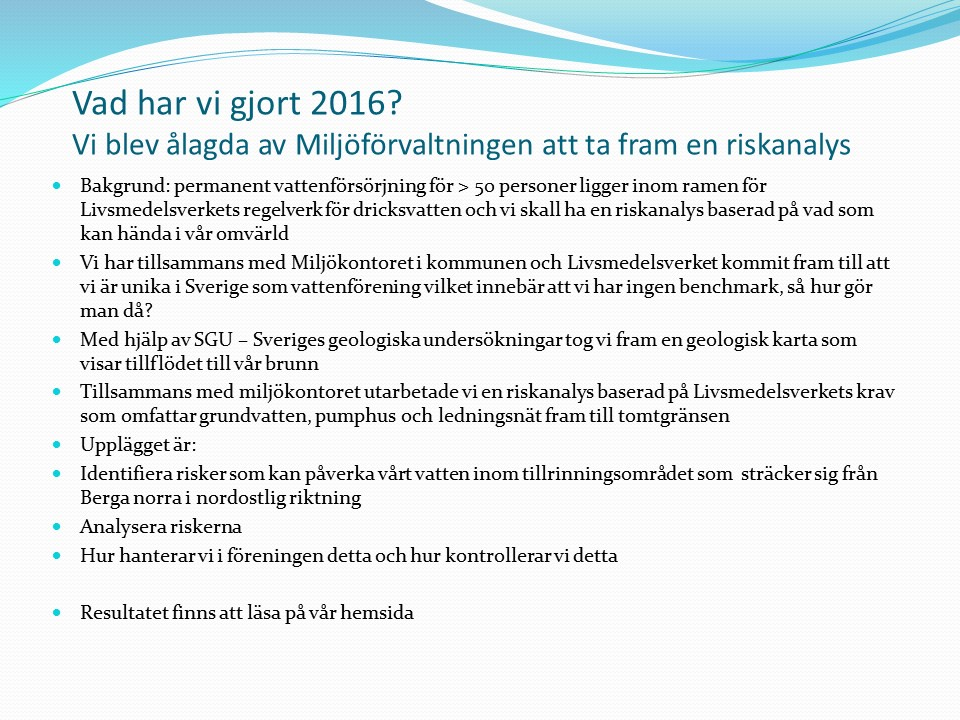 Vad har vi gjort 2016?
Vi blev ålagda av Miljöförvaltningen att ta fram en riskanalys
• Bakgrund: permanent vattenförsörjning för > 50 personer ligger inom ramen för
Livsmedelsverkets regelverk för dricksvatten och vi skall ha en riskanalys baserad på vad som
kan hända i vår omvärld
• Vi har tillsammans med Miljökontoret i kommunen och Livsmedelsverket kommit fram till att
vi är unika i Sverige som vattenförening vilket innebär att vi har ingen benchmark, så hur gör
man då?
• Med hjälp av SGU – Sveriges geologiska undersökningar tog vi fram en geologisk karta som
visar tillflödet till vår brunn
• Tillsammans med miljökontoret utarbetade vi en riskanalys baserad på Livsmedelsverkets krav
som omfattar grundvatten, pumphus och ledningsnät fram till tomtgränsen
• Upplägget är:
• Identifiera risker som kan påverka vårt vatten inom tillrinningsområdet som sträcker sig från
Berga norra i nordostlig riktning
• Analysera riskerna
• Hur hanterar vi i föreningen detta och hur kontrollerar vi detta
• Resultatet finns att läsa på vår hemsida